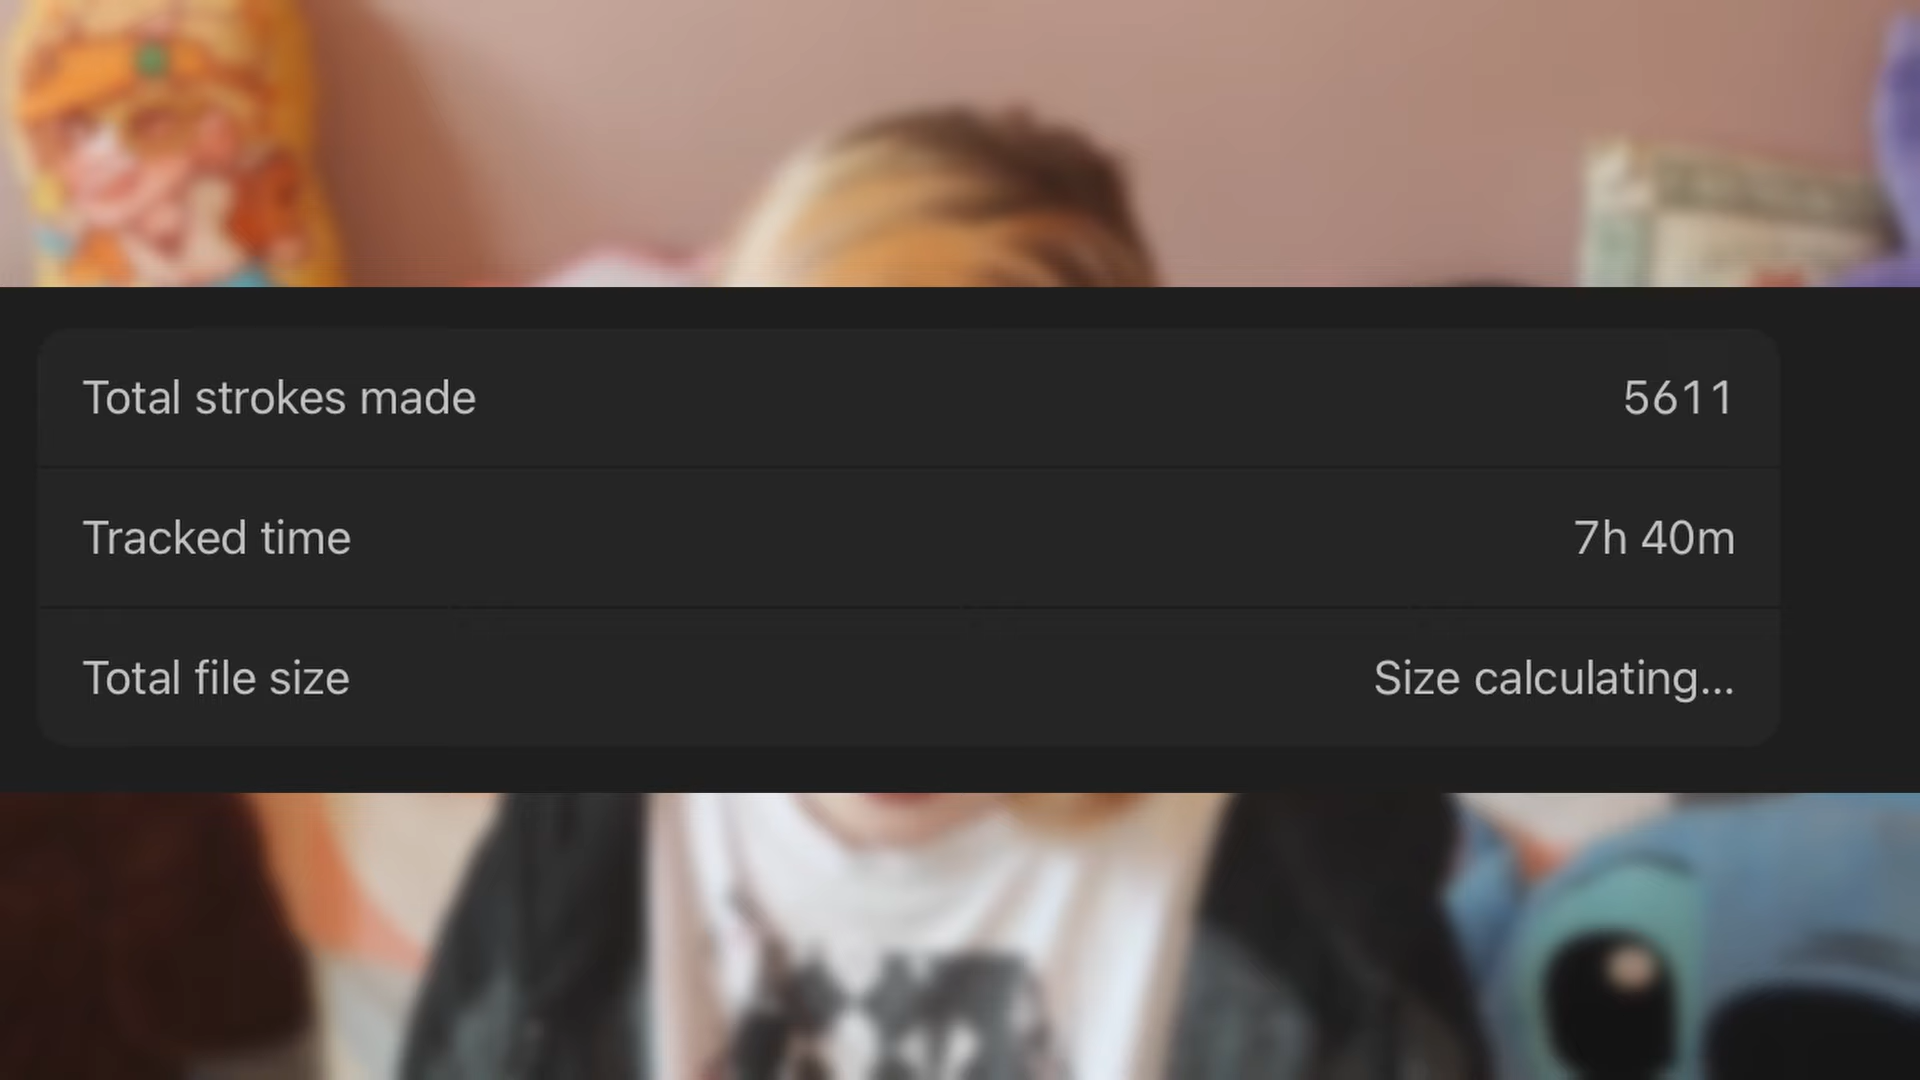 Total strokes made 5611
Tracked time 7h 40m
Total file size Size calculating...